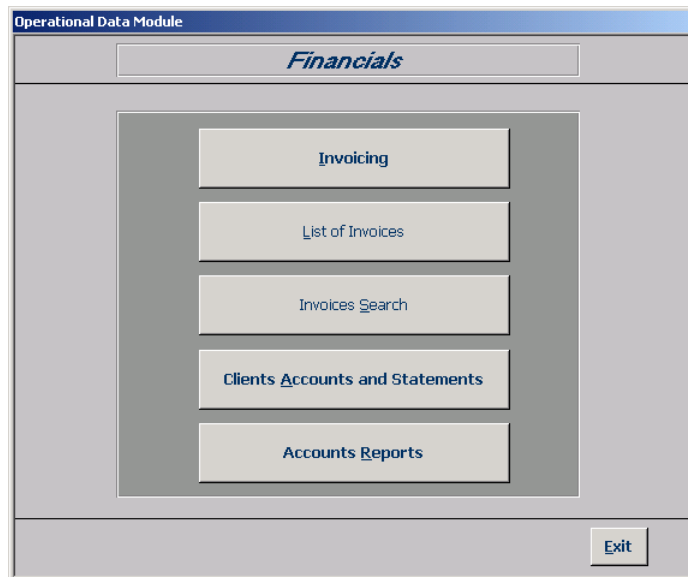 Operational Data Module
Financials
Invoicing
List of Invoices
Invoices Search
Clients Accounts and Statements
Accounts Reports
Exit